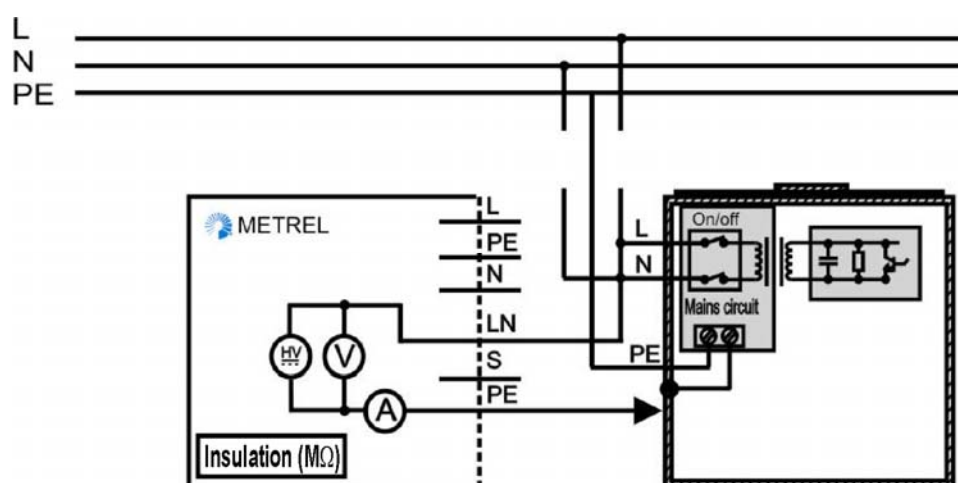 L
N
PE
METREL
L
PE
N
LN
S
PE
HV
V
A
Insulation (MΩ)
L
N
PE
On/off
Mains circuit